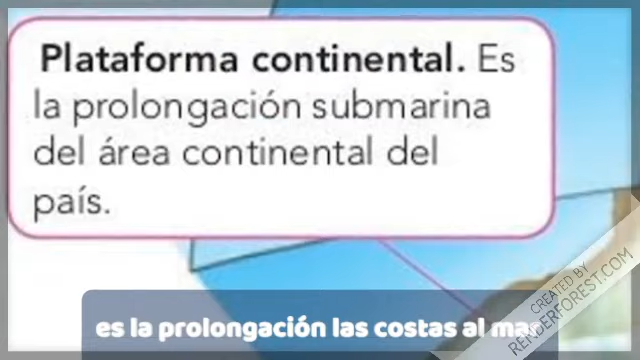 Plataforma continental. Es
la prolongación submarina
del área continental del
país.
es la prolongación las costas al mar
CREATED BY
RENDERFOREST.COM